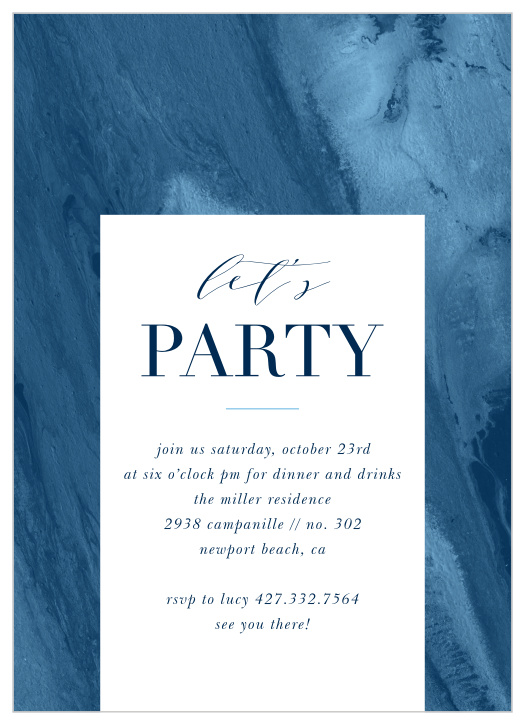 let's
PARTY
join us saturday, october 23rd
at six o'clock pm for dinner and drinks
the miller residence
2938 campanille // no. 302
newport beach, ca
rsvp to lucy 427.332.7564
see you there!